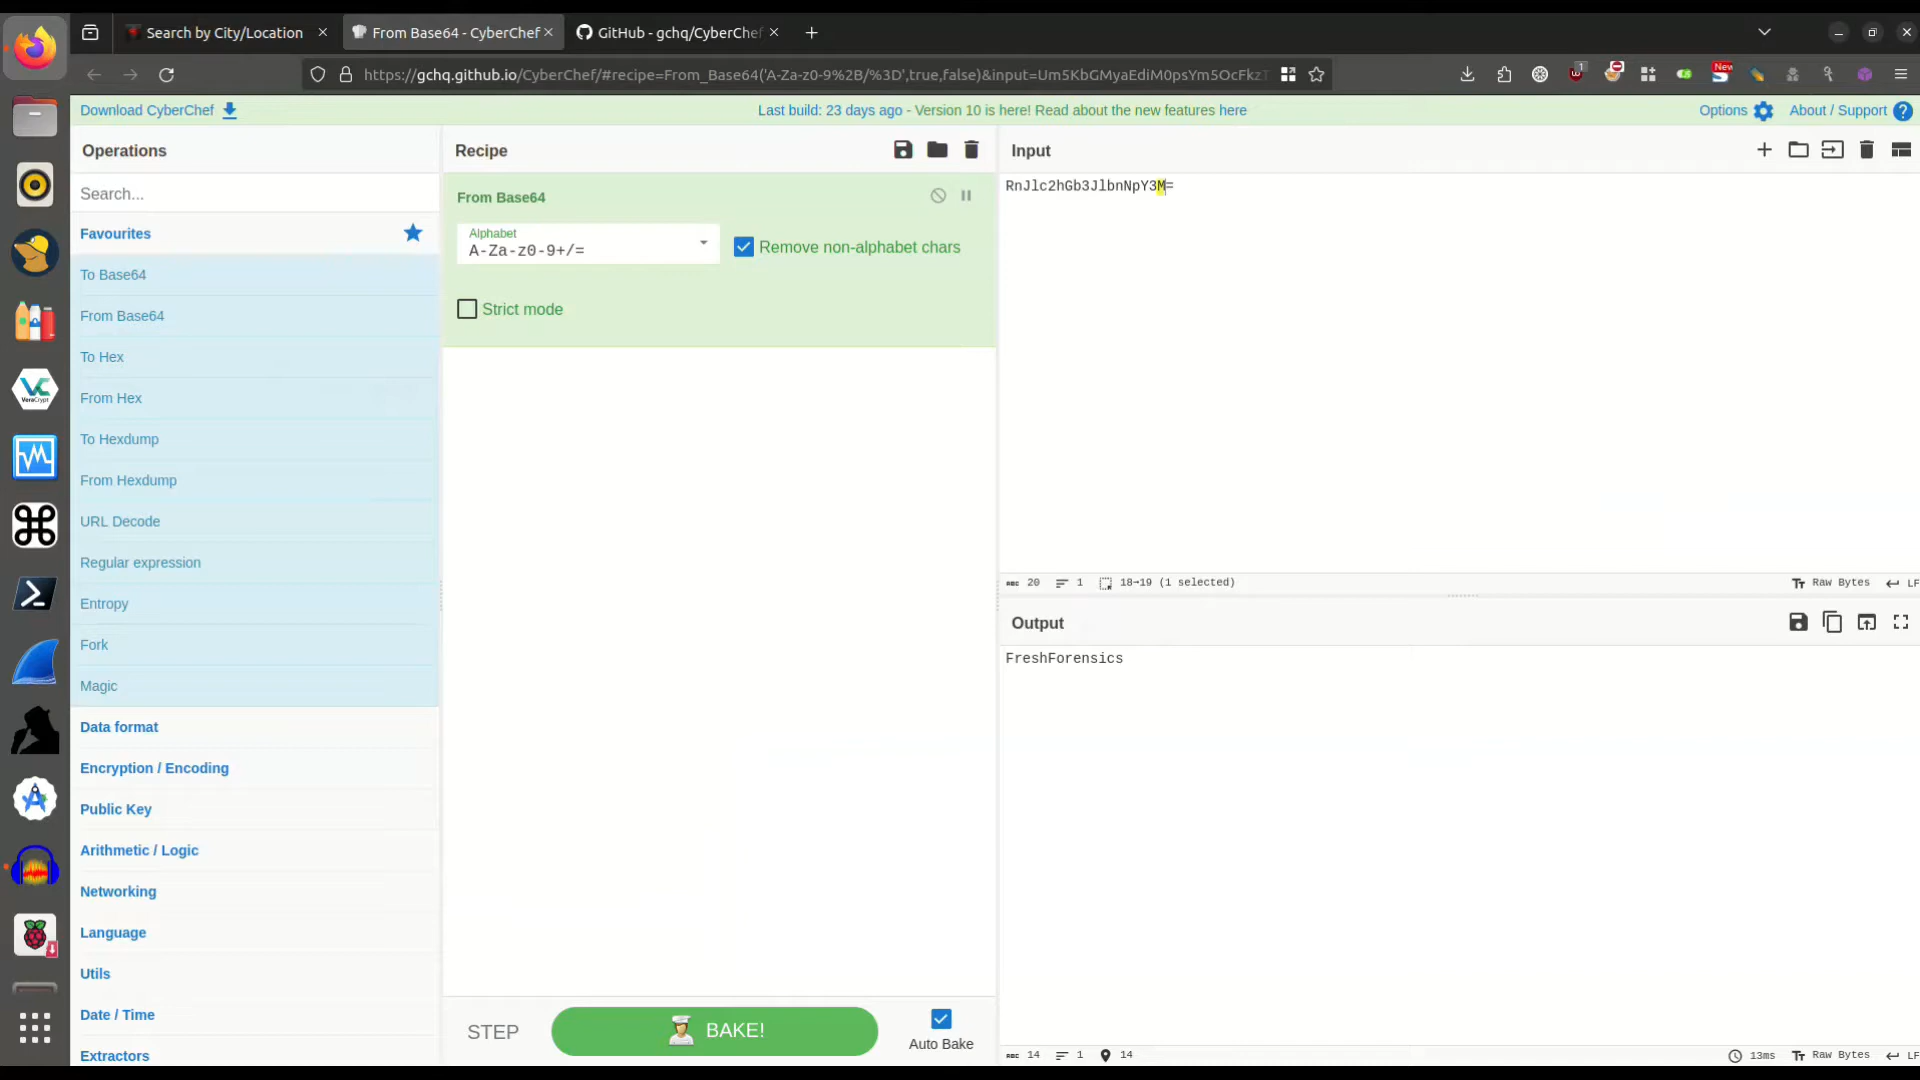 Search by City/Location
From Base64 - CyberChef
GitHub - gchq/CyberChef
https://gchq.github.io/CyberChef/#recipe=From_Base64('A-Za-z0-9%2B/%3D',true,false)&input=Um5KbGMyaEdiM0psYm5OcFkz
1
New
Download CyberChef
Last build: 23 days ago - Version 10 is here! Read about the new features here
Options
About / Support
Operations
Recipe
Input
Search...
From Base64
RnJlc2hGb3JlbnNpY3M=
Favourites
Alphabet
A-Za-z0-9+/=
Remove non-alphabet chars
Strict mode
To Base64
From Base64
To Hex
From Hex
VeraCrypt
To Hexdump
From Hexdump
URL Decode
Regular expression
Entropy
20 1 18→19 (1 selected)
Raw Bytes LF
Output
FreshForensics
Fork
Magic
Data format
Encryption / Encoding
Public Key
Arithmetic / Logic
Networking
Language
Utils
Date / Time
Extractors
STEP
BAKE!
Auto Bake
14 1 14
13ms Raw Bytes LF